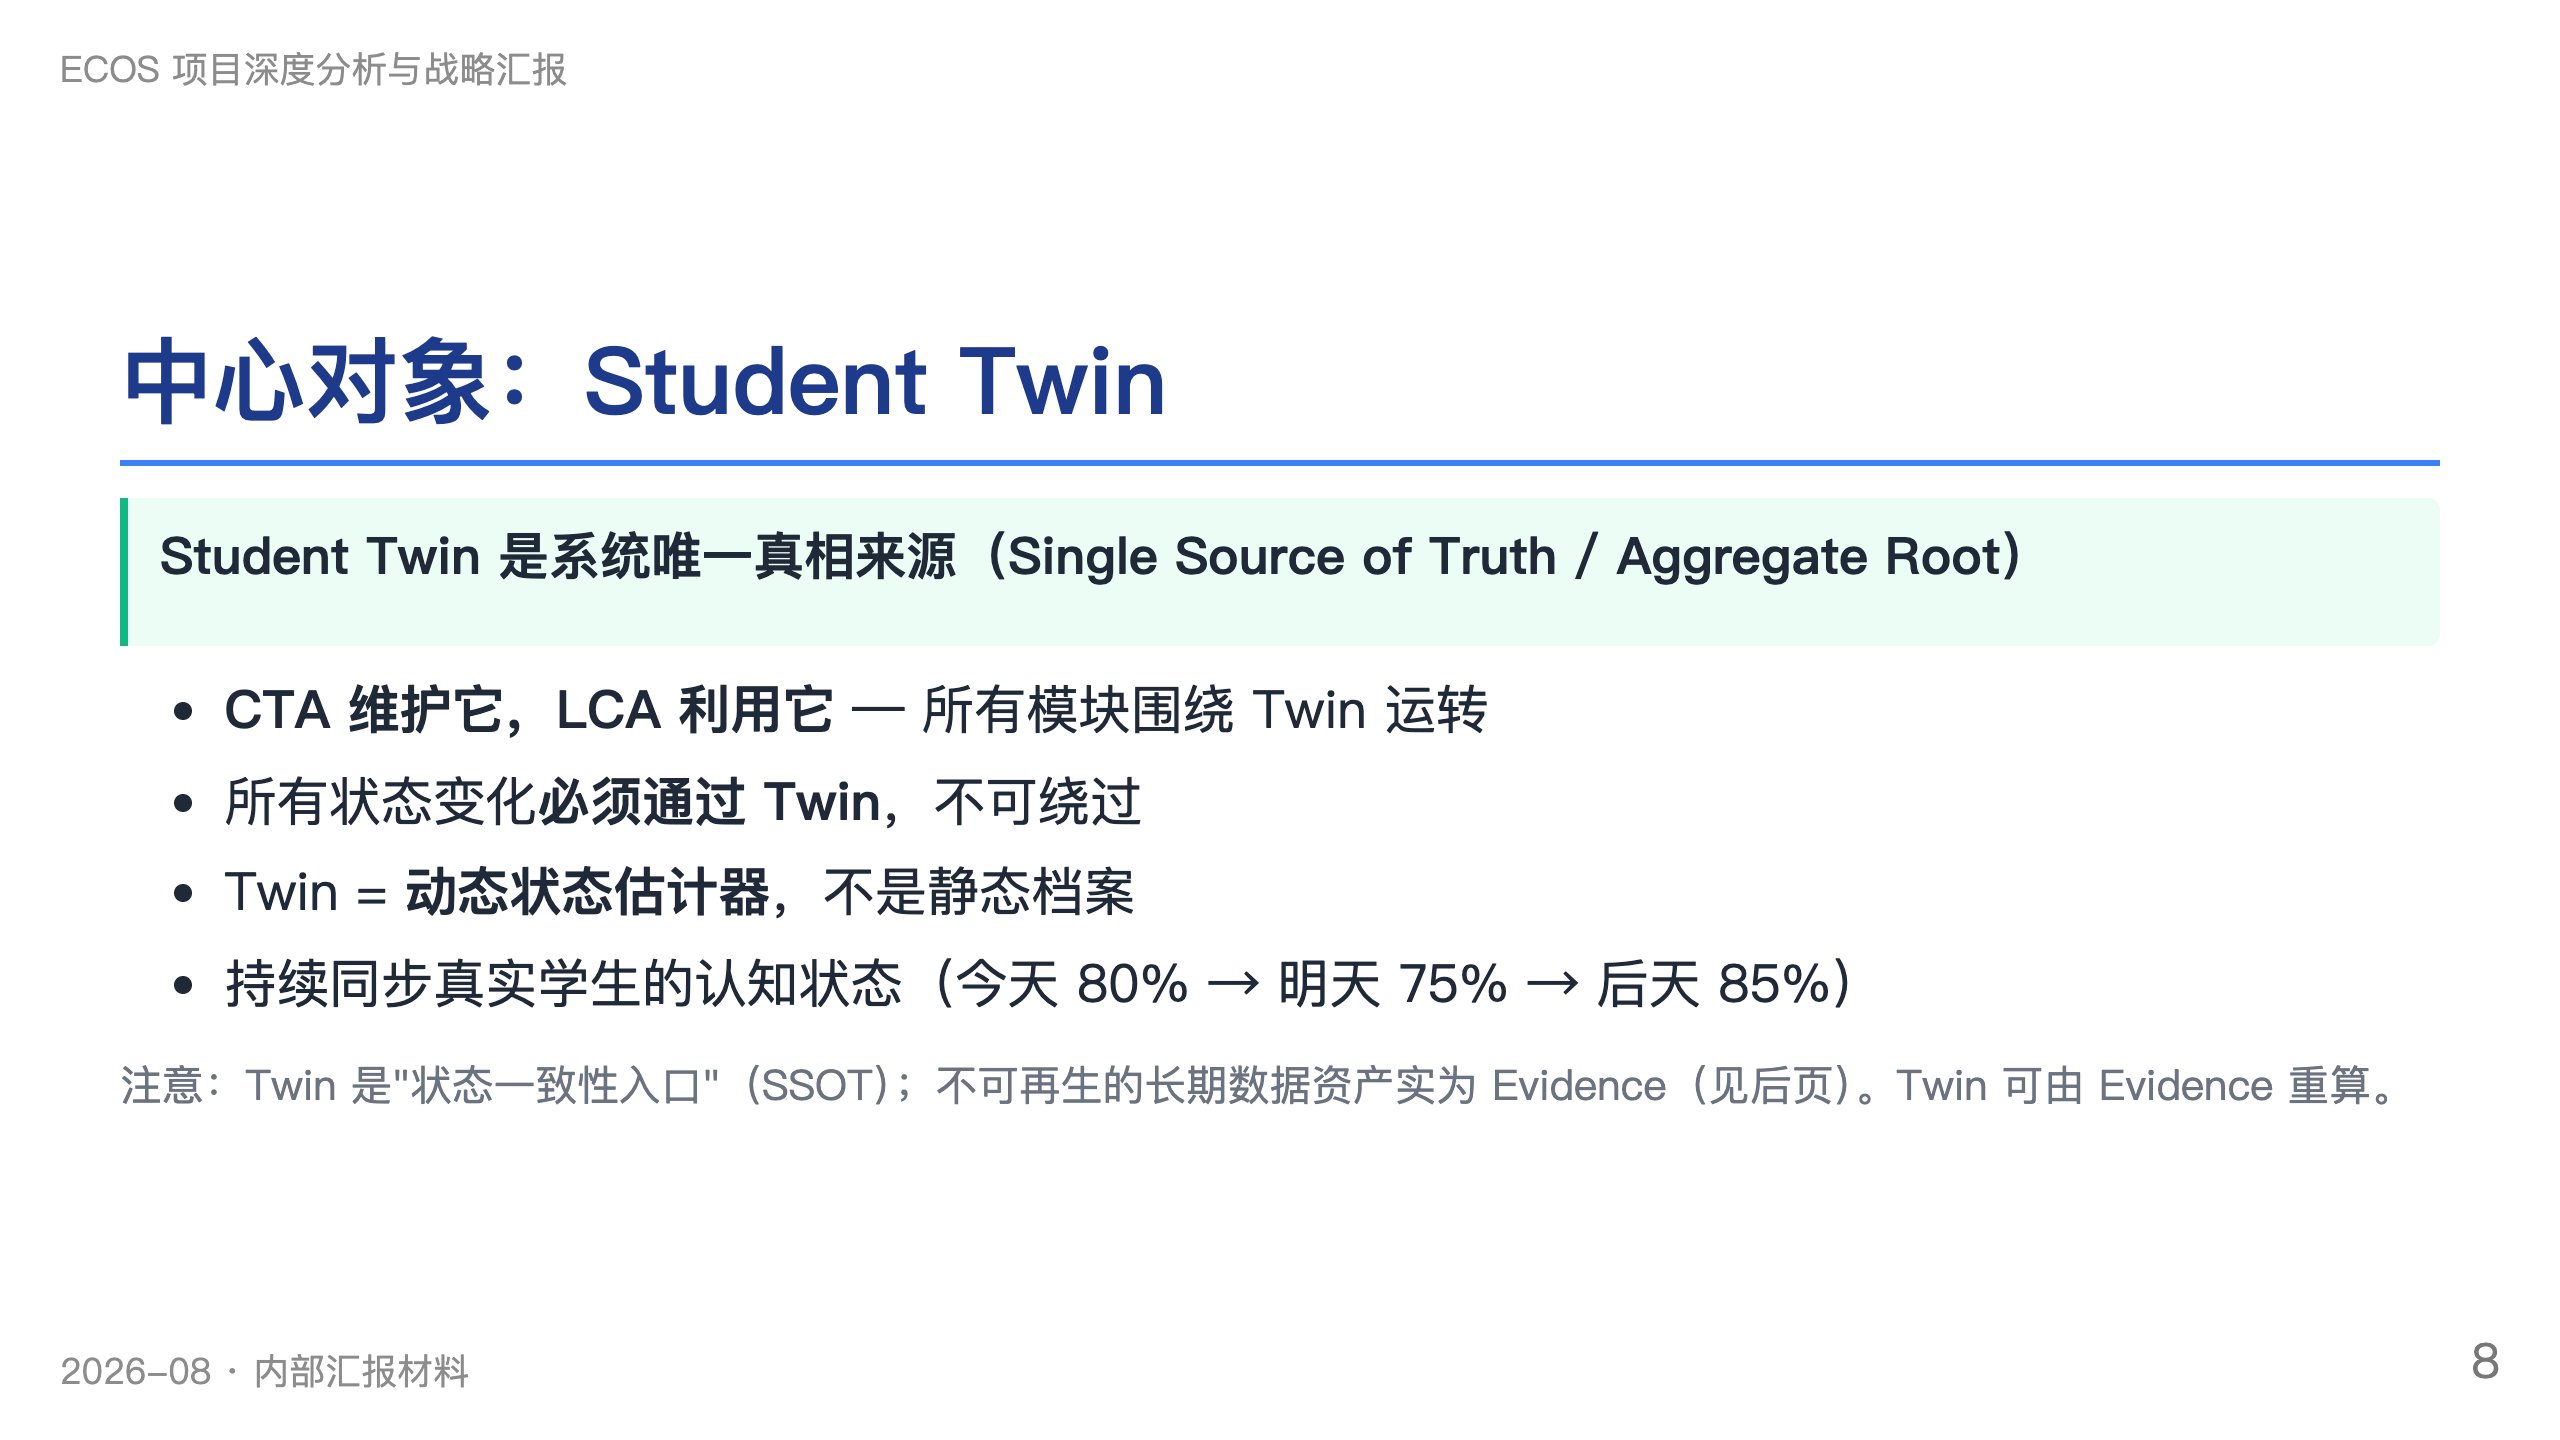 ECOS 项目深度分析与战略汇报
中心对象：Student Twin
Student Twin 是系统唯一真相来源（Single Source of Truth / Aggregate Root）
• CTA 维护它，LCA 利用它 — 所有模块围绕 Twin 运转
• 所有状态变化必须通过 Twin，不可绕过
• Twin = 动态状态估计器，不是静态档案
• 持续同步真实学生的认知状态（今天 80% → 明天 75% → 后天 85%）
注意：Twin 是"状态一致性入口"（SSOT）；不可再生的长期数据资产实为 Evidence（见后页）。Twin 可由 Evidence 重算。
2026-08 · 内部汇报材料
8